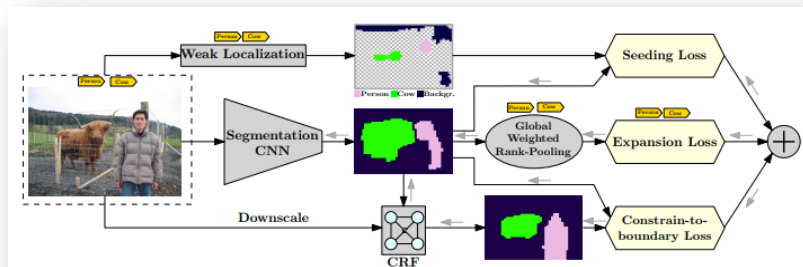 Person Cow
Weak Localization
Person Cow
Person Cow Backgr.
Seeding Loss
Segmentation
CNN
Person Cow
Global
Weighted
Rank-Pooling
Person Cow
Expansion Loss
Downscale
CRF
Constrain-to-
boundary Loss